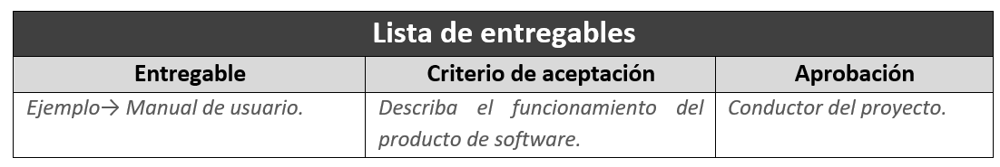 Lista de entregables
Entregable Criterio de aceptación Aprobación
Ejemplo→ Manual de usuario. Describa el funcionamiento del Conductor del proyecto.
producto de software.